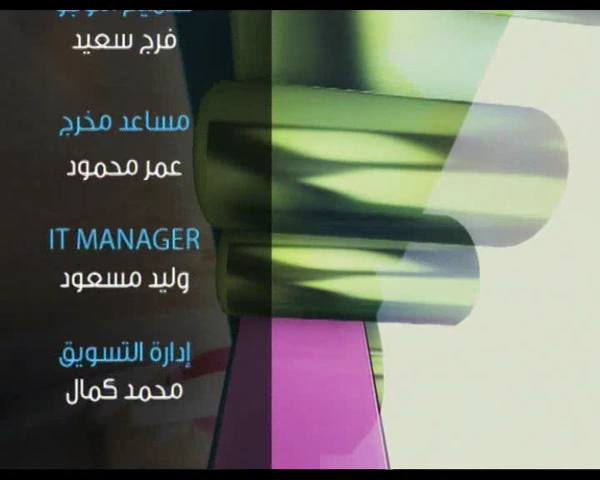 فرج سعيد
مساعد مخرج
عمر محمود
IT MANAGER
وليد مسعود
إدارة التسويق
محمد كمال